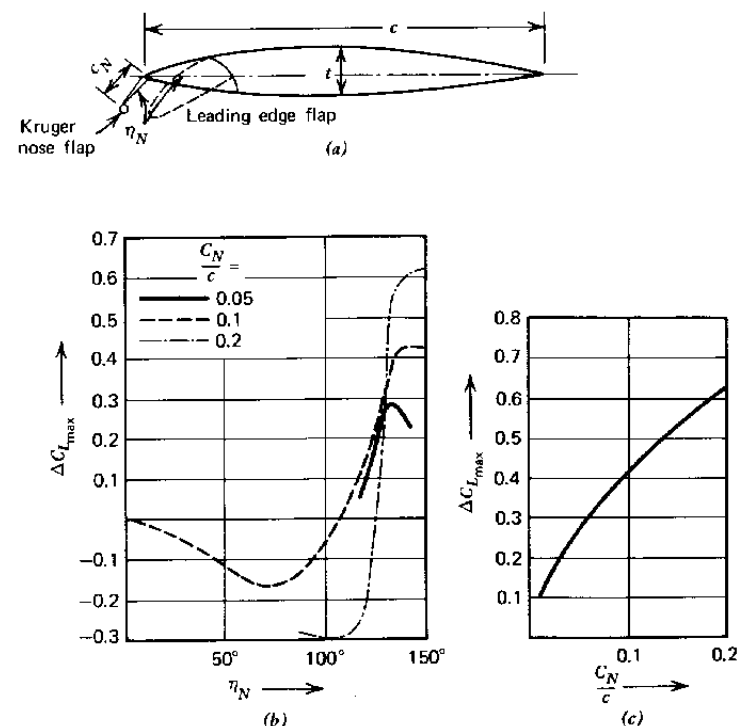 c
c_N
t
Kruger
nose flap
η_N
Leading edge flap
(a)
0.7
0.6
0.5
0.4
0.3
0.2
0.1
-0.1
-0.2
-0.3
ΔC_L_max
C_N/c =
0.05
0.1
0.2
50°
100°
150°
η_N
(b)
0.8
0.7
0.6
0.5
0.4
0.3
0.2
0.1
ΔC_L_max
0.1
0.2
C_N/c
(c)